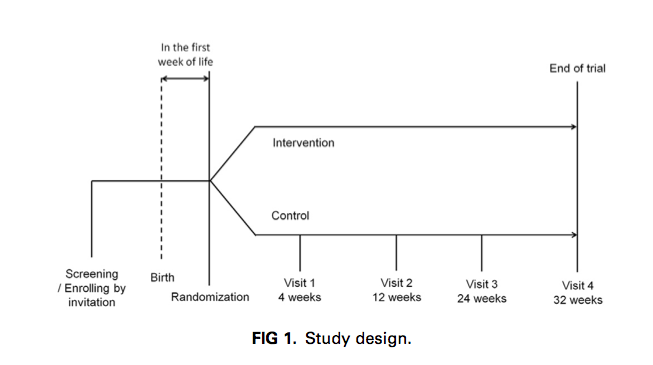 In the first
week of life
End of trial
Intervention
Control
Screening
/ Enrolling by
invitation
Birth
Randomization
Visit 1
4 weeks
Visit 2
12 weeks
Visit 3
24 weeks
Visit 4
32 weeks
FIG 1. Study design.